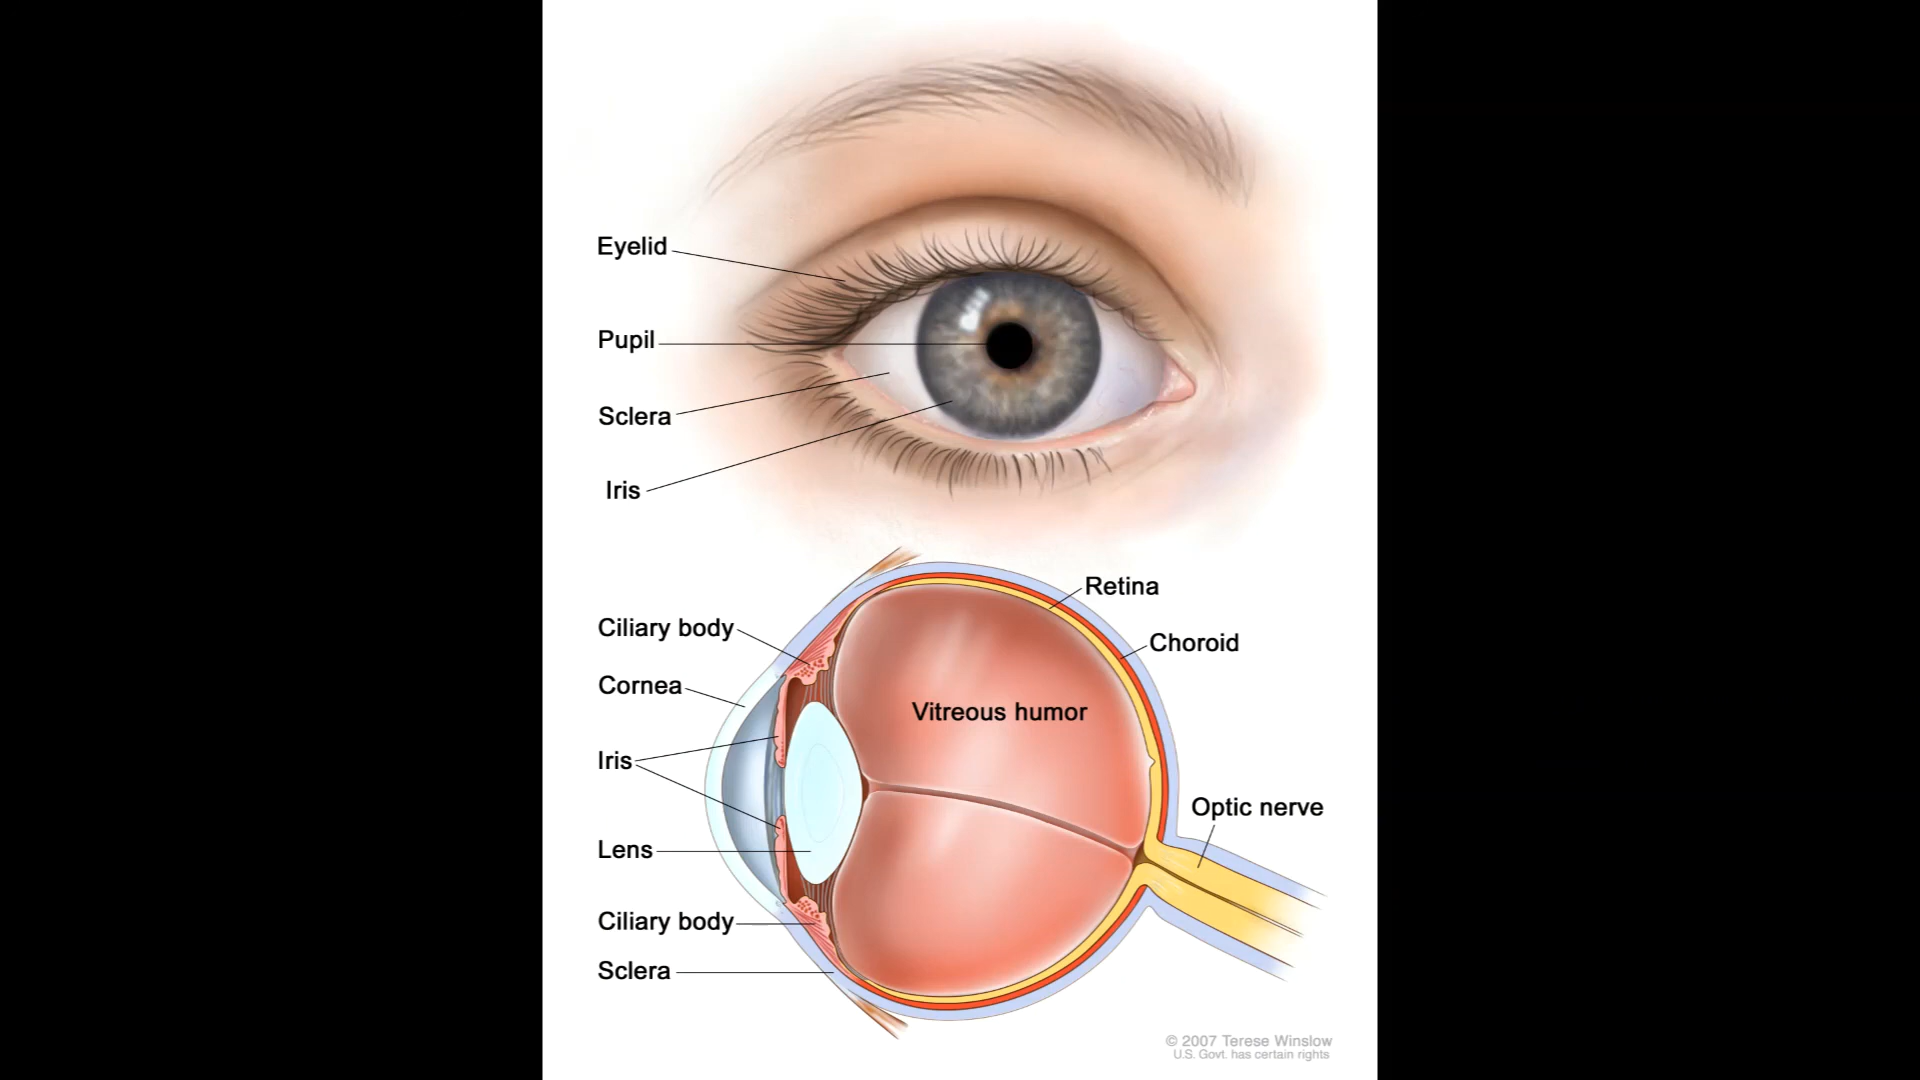 Eyelid
Pupil
Sclera
Iris
Retina
Ciliary body
Choroid
Cornea
Vitreous humor
Iris
Optic nerve
Lens
Ciliary body
Sclera
© 2007 Terese Winslow
U.S. Govt. has certain rights